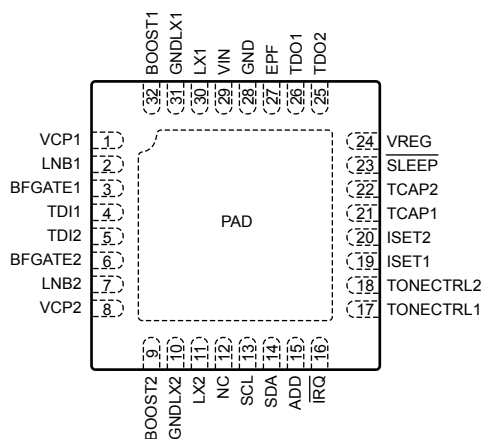 BOOST1
GNDLX1
LX1
VIN
GND
EPF
TDO1
TDO2
32
31
30
29
28
27
26
25
VCP1 1
LNB1 2
BFGATE1 3
TDI1 4
TDI2 5
BFGATE2 6
LNB2 7
VCP2 8
PAD
24 VREG
23 SLEEP
22 TCAP2
21 TCAP1
20 ISET2
19 ISET1
18 TONECTRL2
17 TONECTRL1
9
10
11
12
13
14
15
16
BOOST2
GNDLX2
LX2
NC
SCL
SDA
ADD
IRQ